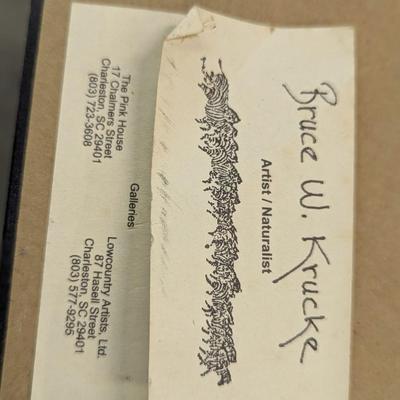 Bruce W. Krucke
Artist / Naturalist
Galleries
The Pink House
17 Chalmers Street
Charleston, SC 29401
(803) 723-3608
Lowcountry Artists, Ltd.
87 Hasell Street
Charleston, SC 29401
(803) 577-9295